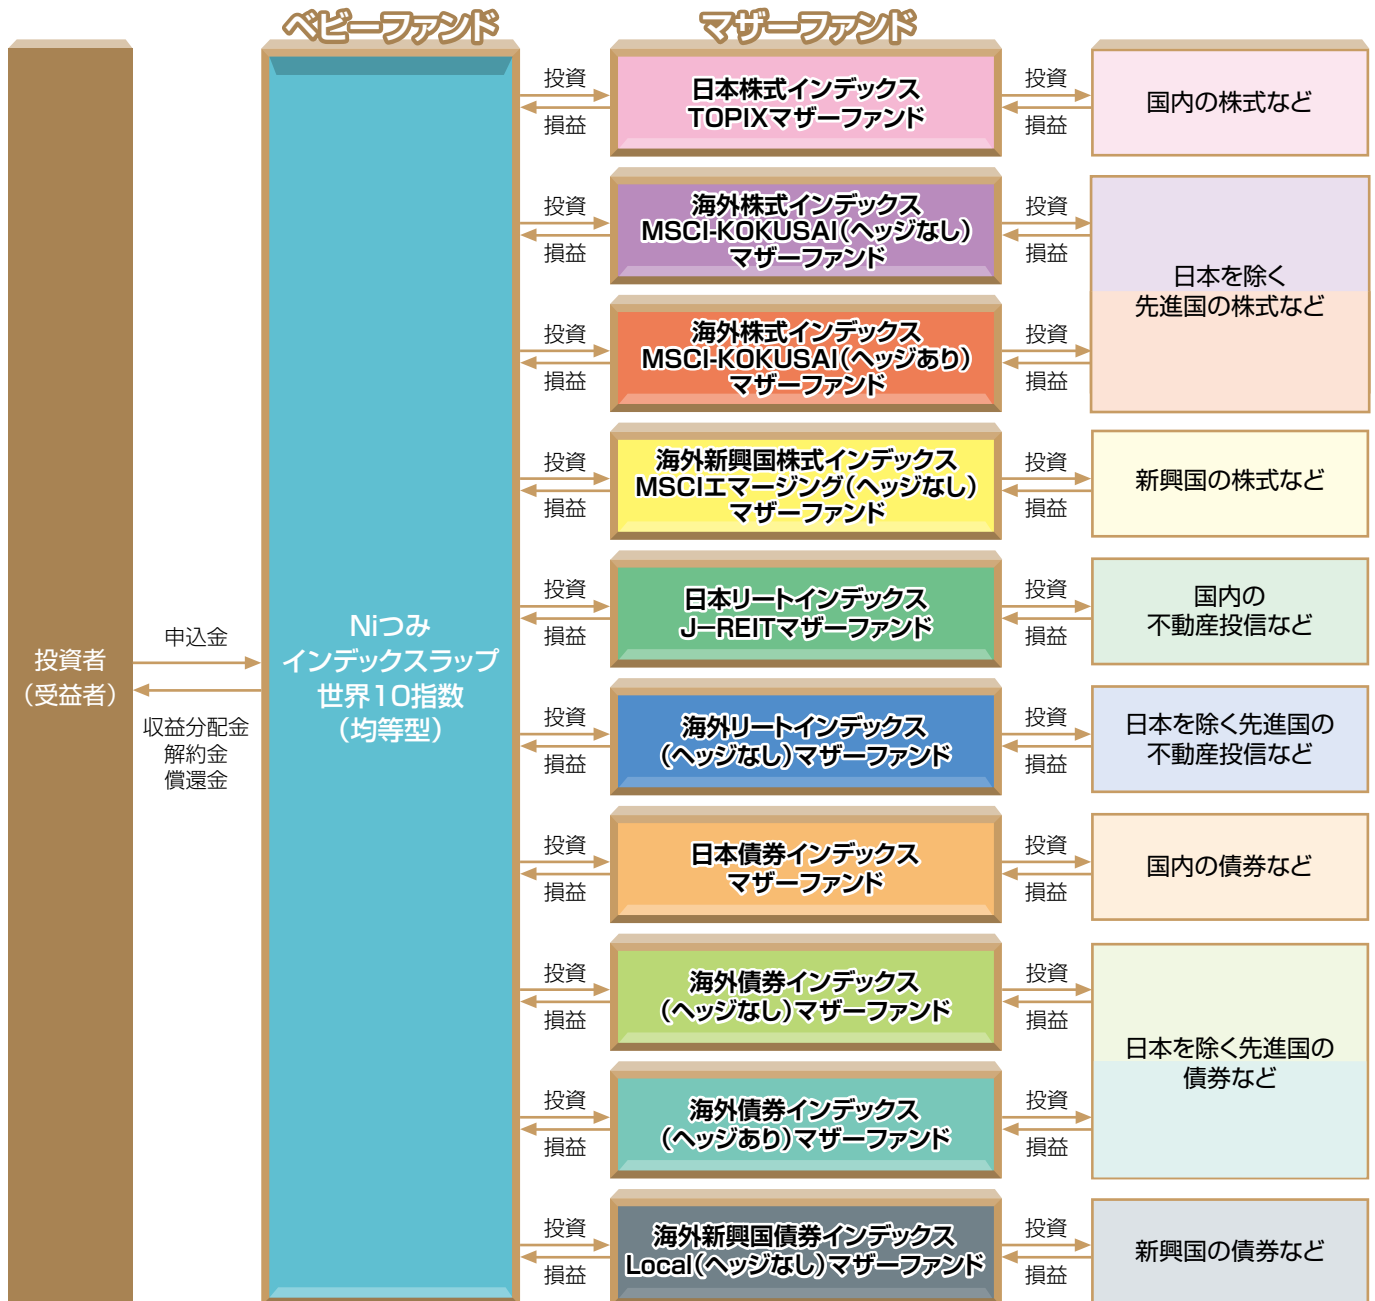 ベビーファンド
マザーファンド
投資者
（受益者）
申込金
収益分配金
解約金
償還金
Niつみ
インデックスラップ
世界10指数
（均等型）
投資
損益
日本株式インデックス
TOPIXマザーファンド
投資
損益
国内の株式など
投資
損益
海外株式インデックス
MSCI-KOKUSAI（ヘッジなし）
マザーファンド
投資
損益
日本を除く
先進国の株式など
投資
損益
海外株式インデックス
MSCI-KOKUSAI（ヘッジあり）
マザーファンド
投資
損益
投資
損益
海外新興国株式インデックス
MSCIエマージング（ヘッジなし）
マザーファンド
投資
損益
新興国の株式など
投資
損益
日本リートインデックス
J−REITマザーファンド
投資
損益
国内の
不動産投信など
投資
損益
海外リートインデックス
（ヘッジなし）マザーファンド
投資
損益
日本を除く先進国の
不動産投信など
投資
損益
日本債券インデックス
マザーファンド
投資
損益
国内の債券など
投資
損益
海外債券インデックス
（ヘッジなし）マザーファンド
投資
損益
日本を除く先進国の
債券など
投資
損益
海外債券インデックス
（ヘッジあり）マザーファンド
投資
損益
投資
損益
海外新興国債券インデックス
Local（ヘッジなし）マザーファンド
投資
損益
新興国の債券など